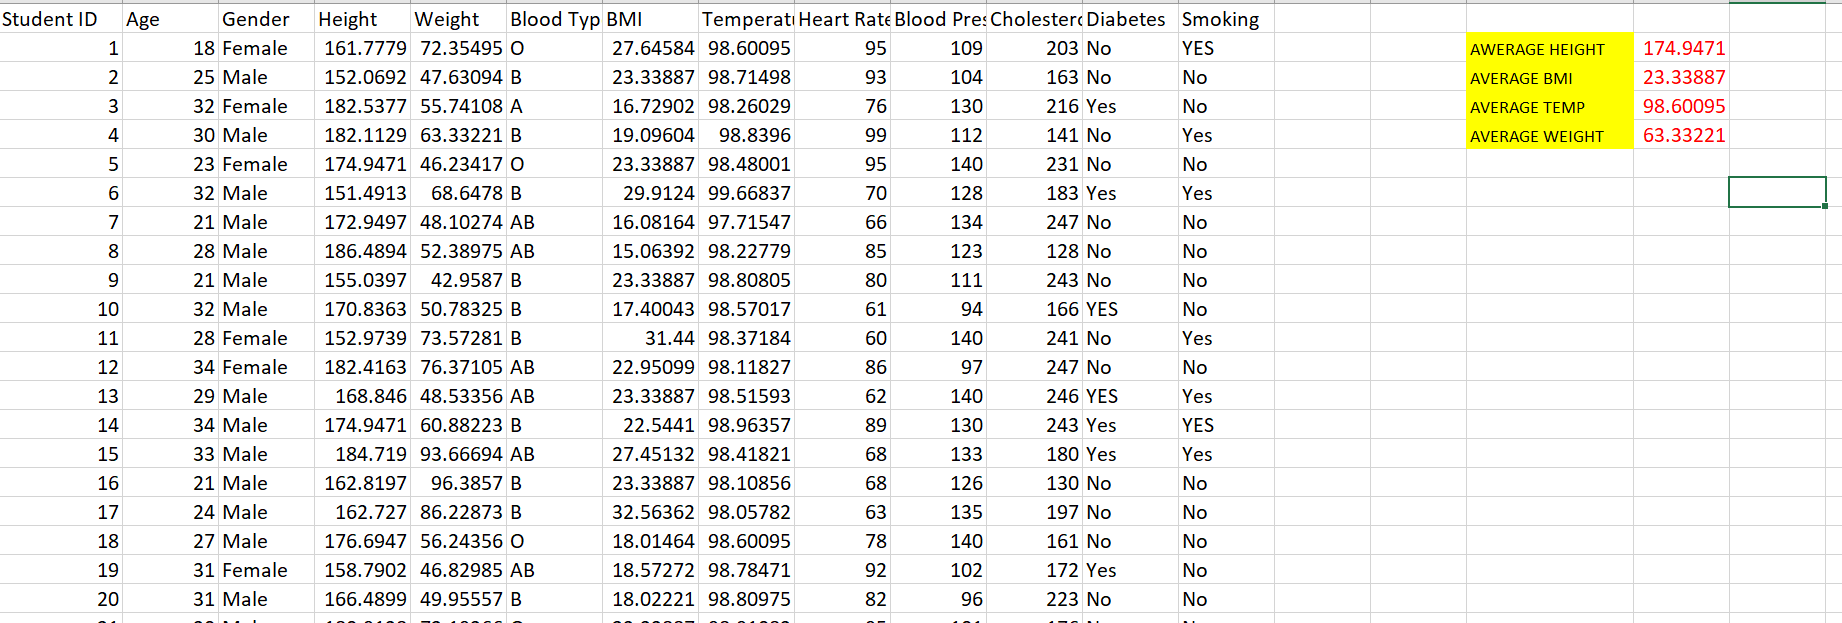 Student ID Age Gender Height Weight Blood Typ BMI Temperatu Heart Rate Blood Pres Cholestero Diabetes Smoking
1 18 Female 161.7779 72.35495 O 27.64584 98.60095 95 109 203 No YES AWERAGE HEIGHT 174.9471
2 25 Male 152.0692 47.63094 B 23.33887 98.71498 93 104 163 No No AVERAGE BMI 23.33887
3 32 Female 182.5377 55.74108 A 16.72902 98.26029 76 130 216 Yes No AVERAGE TEMP 98.60095
4 30 Male 182.1129 63.33221 B 19.09604 98.8396 99 112 141 No Yes AVERAGE WEIGHT 63.33221
5 23 Female 174.9471 46.23417 O 23.33887 98.48001 95 140 231 No No
6 32 Male 151.4913 68.6478 B 29.9124 99.66837 70 128 183 Yes Yes
7 21 Male 172.9497 48.10274 AB 16.08164 97.71547 66 134 247 No No
8 28 Male 186.4894 52.38975 AB 15.06392 98.22779 85 123 128 No No
9 21 Male 155.0397 42.9587 B 23.33887 98.80805 80 111 243 No No
10 32 Male 170.8363 50.78325 B 17.40043 98.57017 61 94 166 YES No
11 28 Female 152.9739 73.57281 B 31.44 98.37184 60 140 241 No Yes
12 34 Female 182.4163 76.37105 AB 22.95099 98.11827 86 97 247 No No
13 29 Male 168.846 48.53356 AB 23.33887 98.51593 62 140 246 YES Yes
14 34 Male 174.9471 60.88223 B 22.5441 98.96357 89 130 243 Yes YES
15 33 Male 184.719 93.66694 AB 27.45132 98.41821 68 133 180 Yes Yes
16 21 Male 162.8197 96.3857 B 23.33887 98.10856 68 126 130 No No
17 24 Male 162.727 86.22873 B 32.56362 98.05782 63 135 197 No No
18 27 Male 176.6947 56.24356 O 18.01464 98.60095 78 140 161 No No
19 31 Female 158.7902 46.82985 AB 18.57272 98.78471 92 102 172 Yes No
20 31 Male 166.4899 49.95557 B 18.02221 98.80975 82 96 223 No No